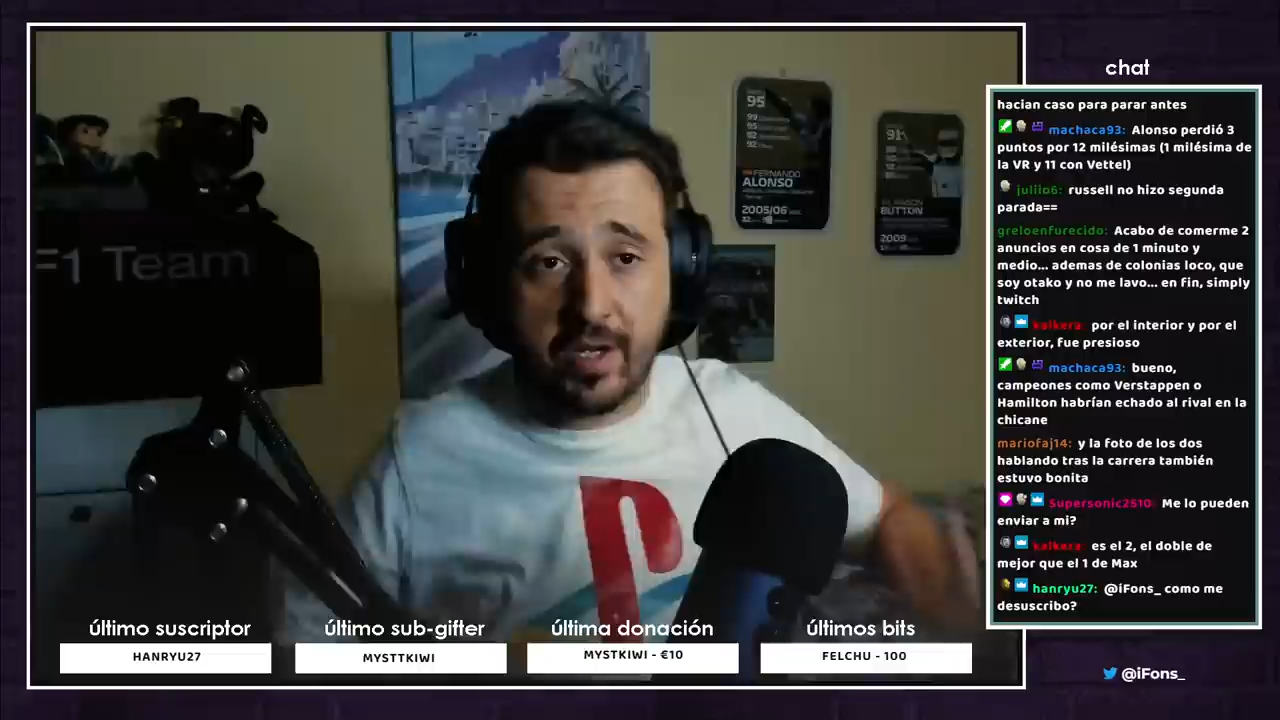 chat
hacian caso para parar antes
machaca93: Alonso perdió 3
puntos por 12 milésimas (1 milésima de
la VR y 11 con Vettel)
juliio6: russell no hizo segunda
parada==
greloenfurecido: Acabo de comerme 2
anuncios en cosa de 1 minuto y
medio... ademas de colonias loco, que
soy otako y no me lavo... en fin, simply
twitch
kalkera: por el interior y por el
exterior, fue presioso
machaca93: bueno,
campeones como Verstappen o
Hamilton habrían echado al rival en la
chicane
mariofaj14: y la foto de los dos
hablando tras la carrera también
estuvo bonita
Supersonic2510: Me lo pueden
enviar a mi?
kalkera: es el 2, el doble de
mejor que el 1 de Max
hanryu27: @iFons_ como me
desuscribo?
F1 Team
95
FERNANDO
ALONSO
2005/06
91
BUTTON
2009
último suscriptor
HANRYU27
último sub-gifter
MYSTTKIWI
última donación
MYSTKIWI - €10
últimos bits
FELCHU - 100
@iFons_